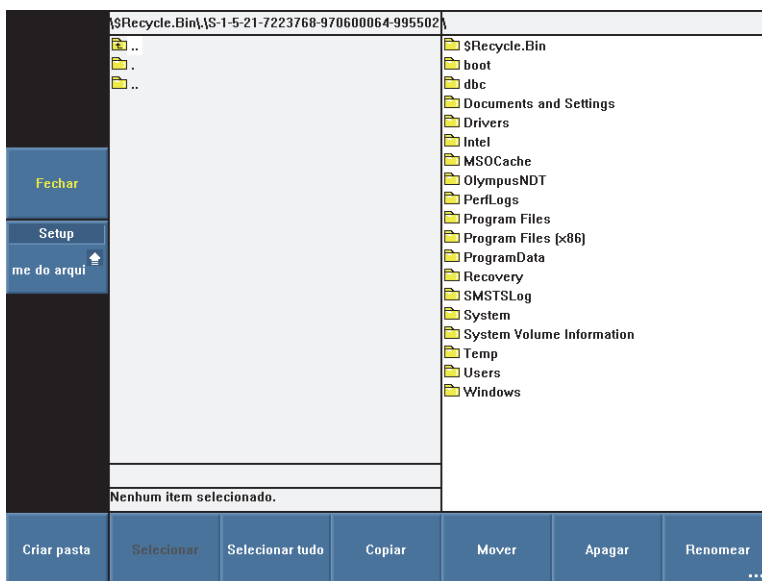 \$Recycle.Bin\.\S-1-5-21-7223768-970600064-995502
..
.
..
Nenhum item selecionado.
\
$Recycle.Bin
boot
dbc
Documents and Settings
Drivers
Intel
MSOCache
OlympusNDT
PerfLogs
Program Files
Program Files (x86)
ProgramData
Recovery
SMSTSLog
System
System Volume Information
Temp
Users
Windows
Fechar
Setup
me do arqui
Criar pasta
Selecionar
Selecionar tudo
Copiar
Mover
Apagar
Renomear
...